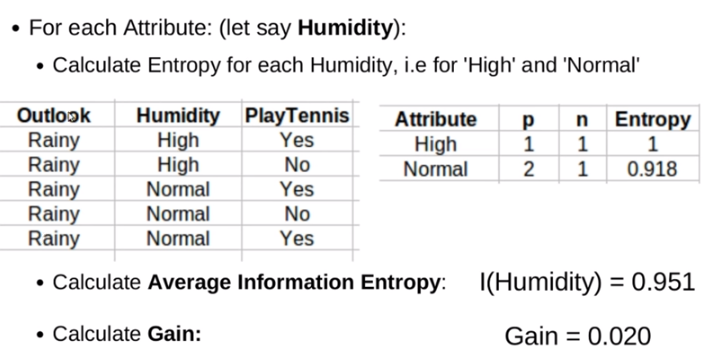 • For each Attribute: (let say Humidity):
• Calculate Entropy for each Humidity, i.e for 'High' and 'Normal'
Outlook Humidity PlayTennis
Rainy High Yes
Rainy High No
Rainy Normal Yes
Rainy Normal No
Rainy Normal Yes
Attribute p n Entropy
High 1 1 1
Normal 2 1 0.918
• Calculate Average Information Entropy: I(Humidity) = 0.951
• Calculate Gain: Gain = 0.020